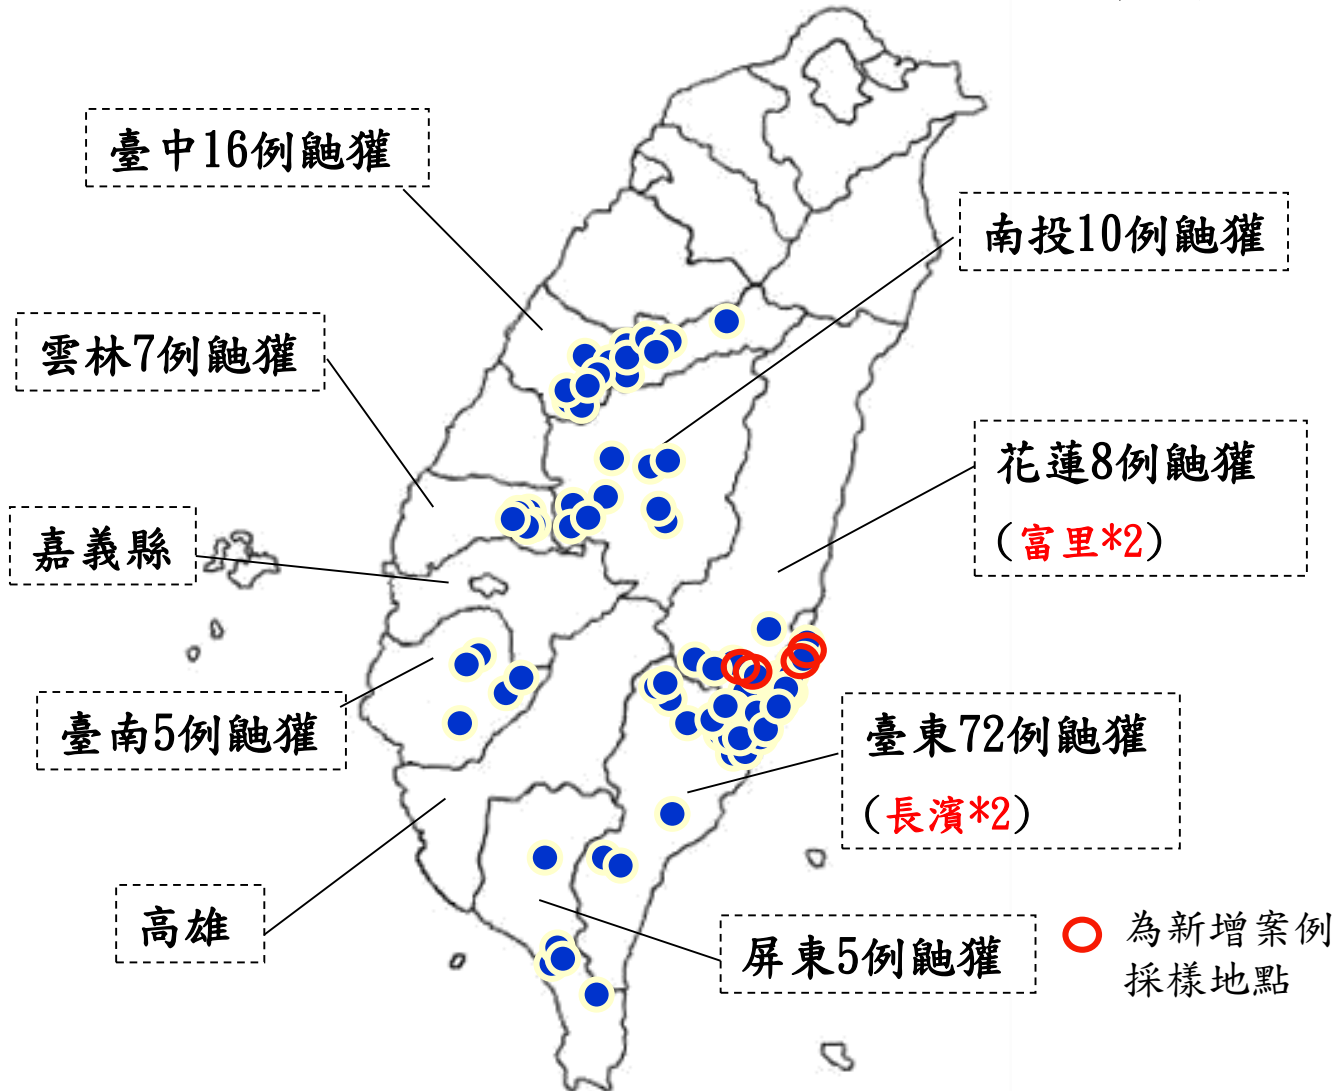 臺中16例鼬獾
南投10例鼬獾
雲林7例鼬獾
花蓮8例鼬獾
(富里*2)
嘉義縣
臺南5例鼬獾
臺東72例鼬獾
(長濱*2)
高雄
屏東5例鼬獾
為新增案例
採樣地點